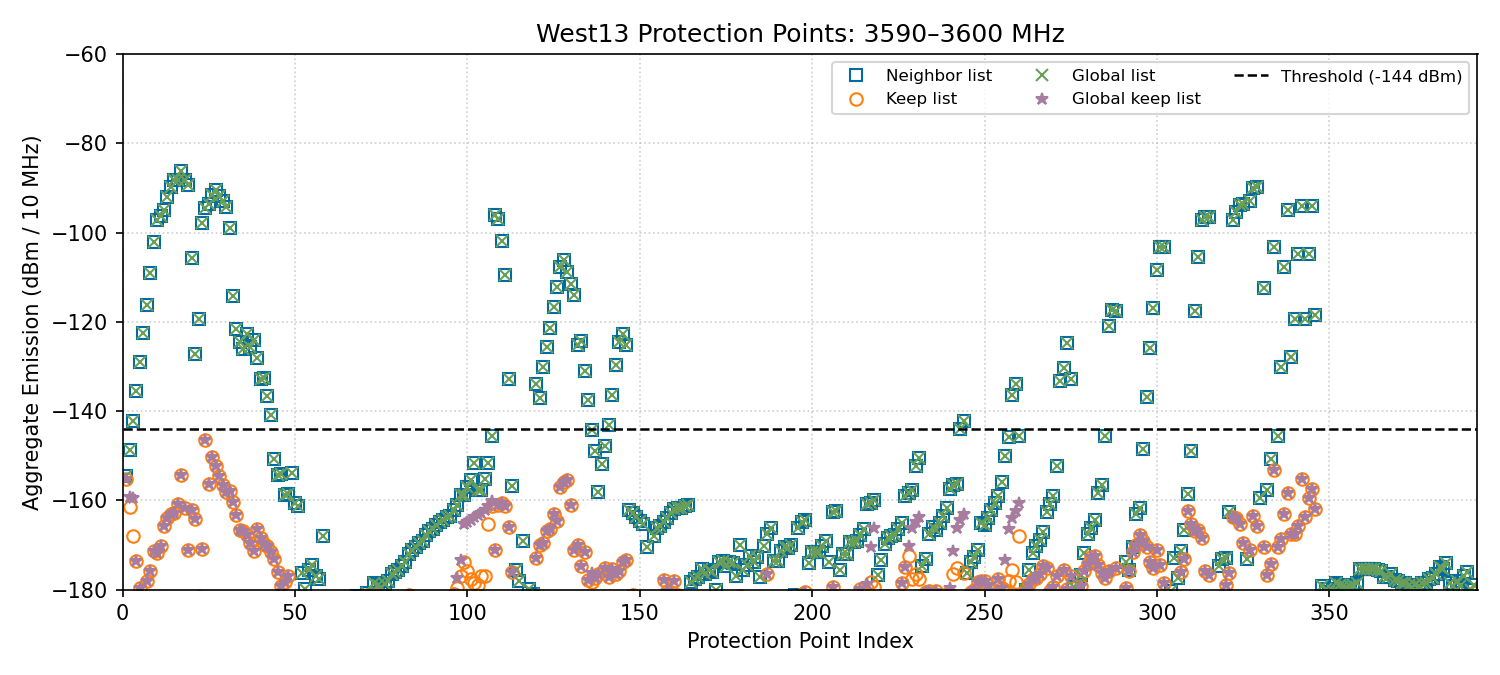 West13 Protection Points: 3590–3600 MHz
Neighbor list
Keep list
Global list
Global keep list
Threshold (-144 dBm)
Aggregate Emission (dBm / 10 MHz)
−60
−80
−100
−120
−140
−160
−180
0 50 100 150 200 250 300 350
Protection Point Index